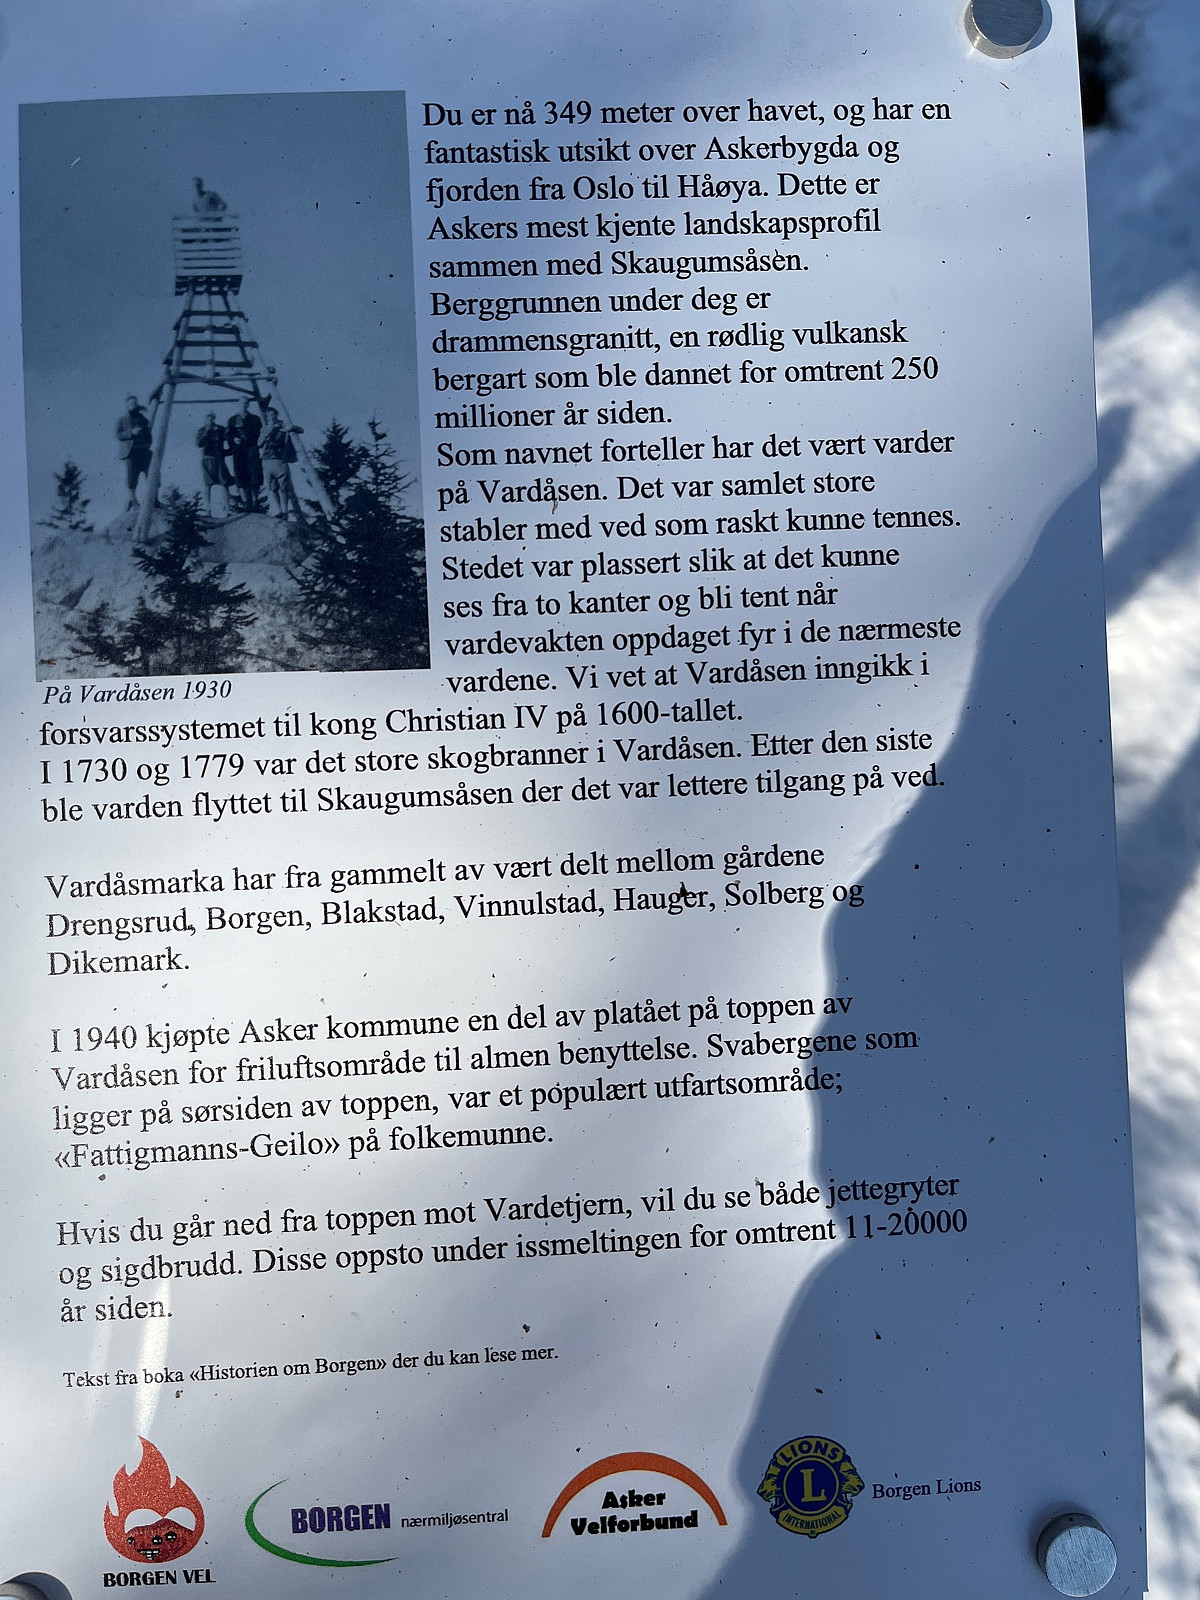 Du er nå 349 meter over havet, og har en
fantastisk utsikt over Askerbygda og
fjorden fra Oslo til Håøya. Dette er
Askers mest kjente landskapsprofil
sammen med Skaugumsåsen.
Berggrunnen under deg er
drammensgranitt, en rødlig vulkansk
bergart som ble dannet for omtrent 250
millioner år siden.
Som navnet forteller har det vært varder
på Vardåsen. Det var samlet store
stabler med ved som raskt kunne tennes.
Stedet var plassert slik at det kunne
ses fra to kanter og bli tent når
vardevakten oppdaget fyr i de nærmeste
vardene. Vi vet at Vardåsen inngikk i
På Vardåsen 1930
forsvarssystemet til kong Christian IV på 1600-tallet.
I 1730 og 1779 var det store skogbranner i Vardåsen. Etter den siste
ble varden flyttet til Skaugumsåsen der det var lettere tilgang på ved.
Vardåsmarka har fra gammelt av vært delt mellom gårdene
Drengsrud, Borgen, Blakstad, Vinnulstad, Hauger, Solberg og
Dikemark.
I 1940 kjøpte Asker kommune en del av platået på toppen av
Vardåsen for friluftsområde til almen benyttelse. Svabergene som
ligger på sørsiden av toppen, var et populært utfartsområde;
«Fattigmanns-Geilo» på folkemunne.
Hvis du går ned fra toppen mot Vardetjern, vil du se både jettegryter
og sigdbrudd. Disse oppsto under issmeltingen for omtrent 11-20000
år siden.
Tekst fra boka «Historien om Borgen» der du kan lese mer.
BORGEN VEL
BORGEN nærmiljøsentral
Asker
Velforbund
LIONS
L
INTERNATIONAL
Borgen Lions